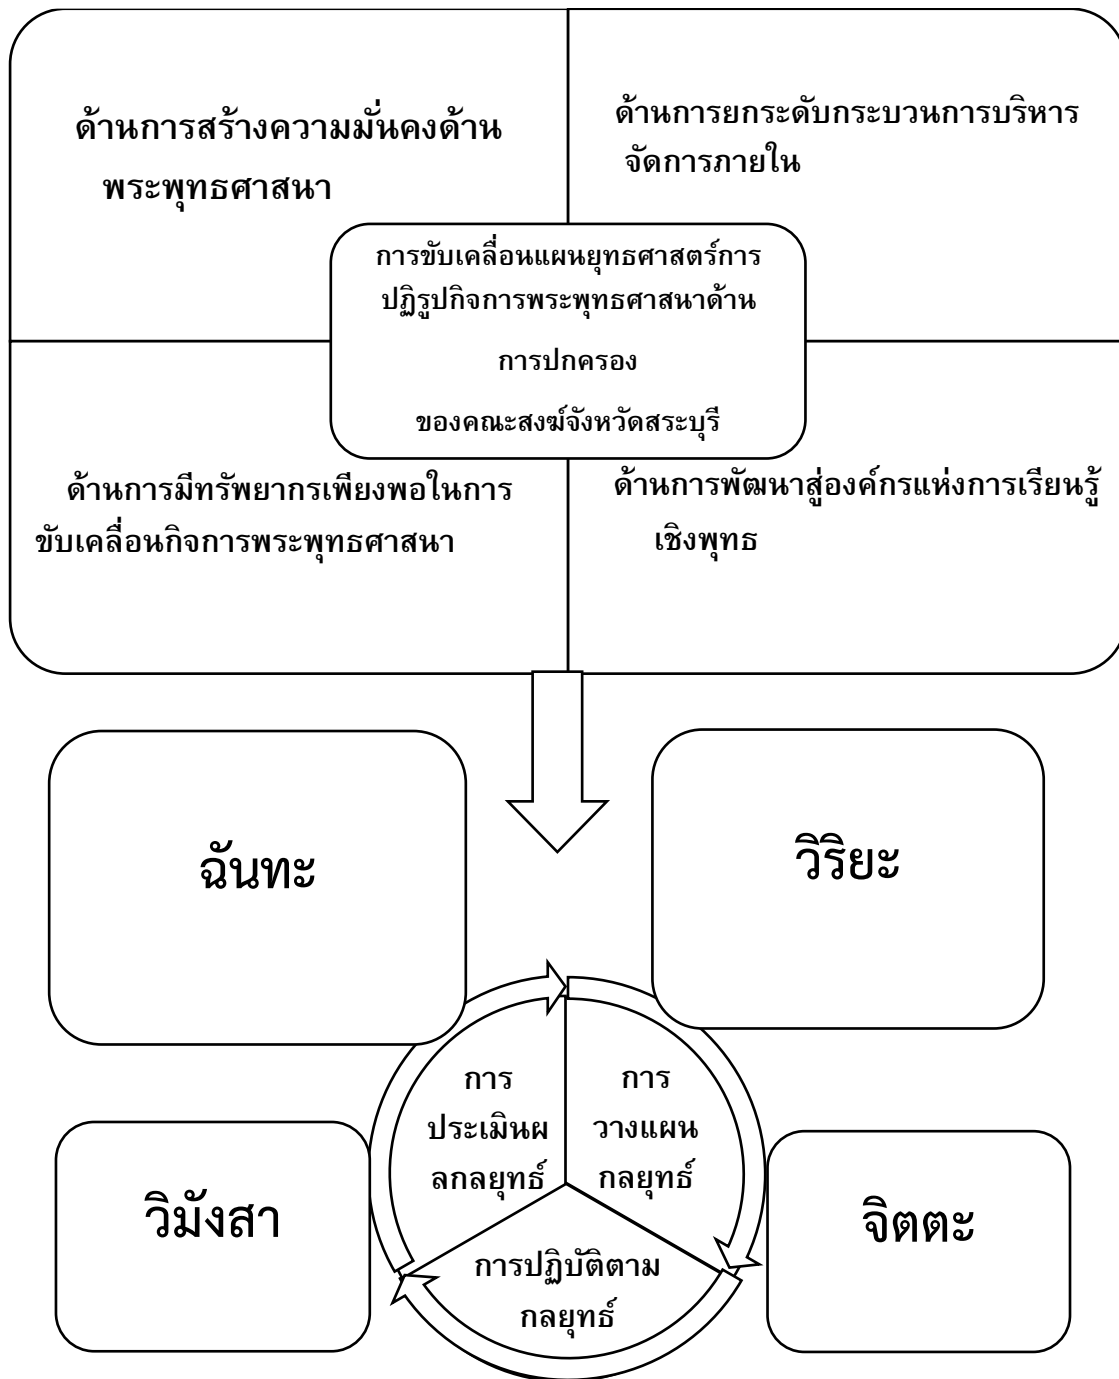 ด้านการสร้างความมั่นคงด้าน
พระพุทธศาสนา
ด้านการยกระดับกระบวนการบริหาร
จัดการภายใน
การขับเคลื่อนแผนยุทธศาสตร์การ
ปฏิรูปกิจการพระพุทธศาสนาด้าน
การปกครอง
ของคณะสงฆ์จังหวัดสระบุรี
ด้านการมีทรัพยากรเพียงพอในการ
ขับเคลื่อนกิจการพระพุทธศาสนา
ด้านการพัฒนาสู่องค์กรแห่งการเรียนรู้
เชิงพุทธ
ฉันทะ
วิริยะ
การ
ประเมินผ
ลกลยุทธ์
การ
วางแผน
กลยุทธ์
วิมังสา
จิตตะ
การปฏิบัติตาม
กลยุทธ์